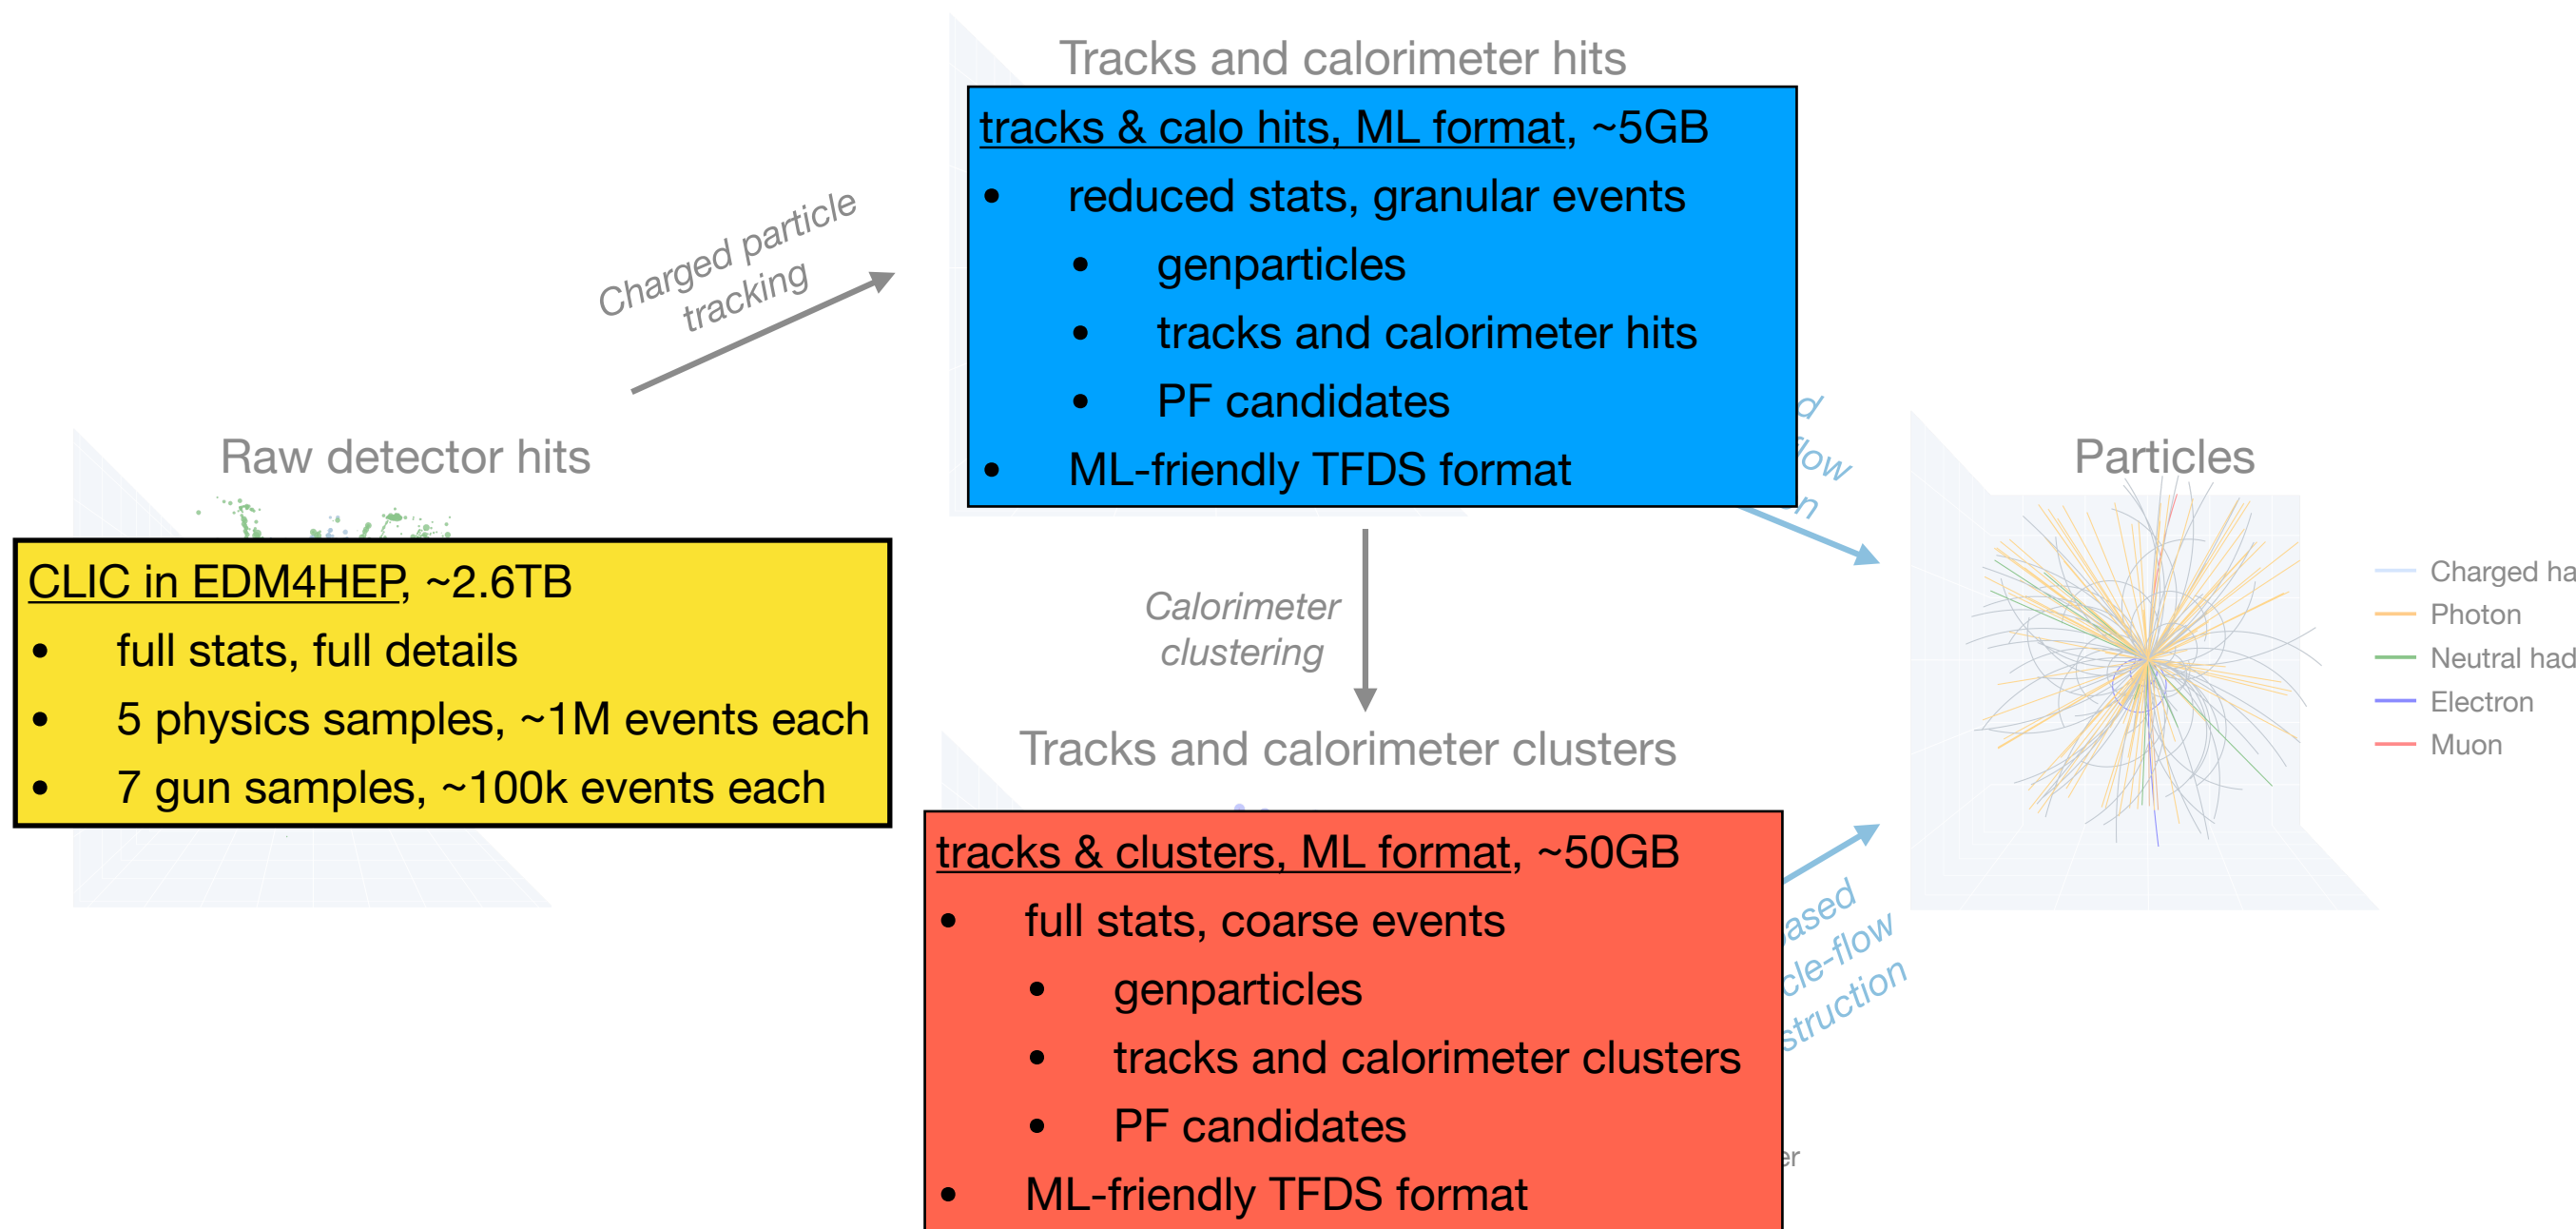 Tracks and calorimeter hits
tracks & calo hits, ML format, ~5GB
• reduced stats, granular events
• genparticles
• tracks and calorimeter hits
• PF candidates
• ML-friendly TFDS format
Charged particle
tracking
Raw detector hits
CLIC in EDM4HEP, ~2.6TB
• full stats, full details
• 5 physics samples, ~1M events each
• 7 gun samples, ~100k events each
Calorimeter
clustering
Tracks and calorimeter clusters
tracks & clusters, ML format, ~50GB
• full stats, coarse events
• genparticles
• tracks and calorimeter clusters
• PF candidates
• ML-friendly TFDS format
Particles
Charged ha
Photon
Neutral had
Electron
Muon